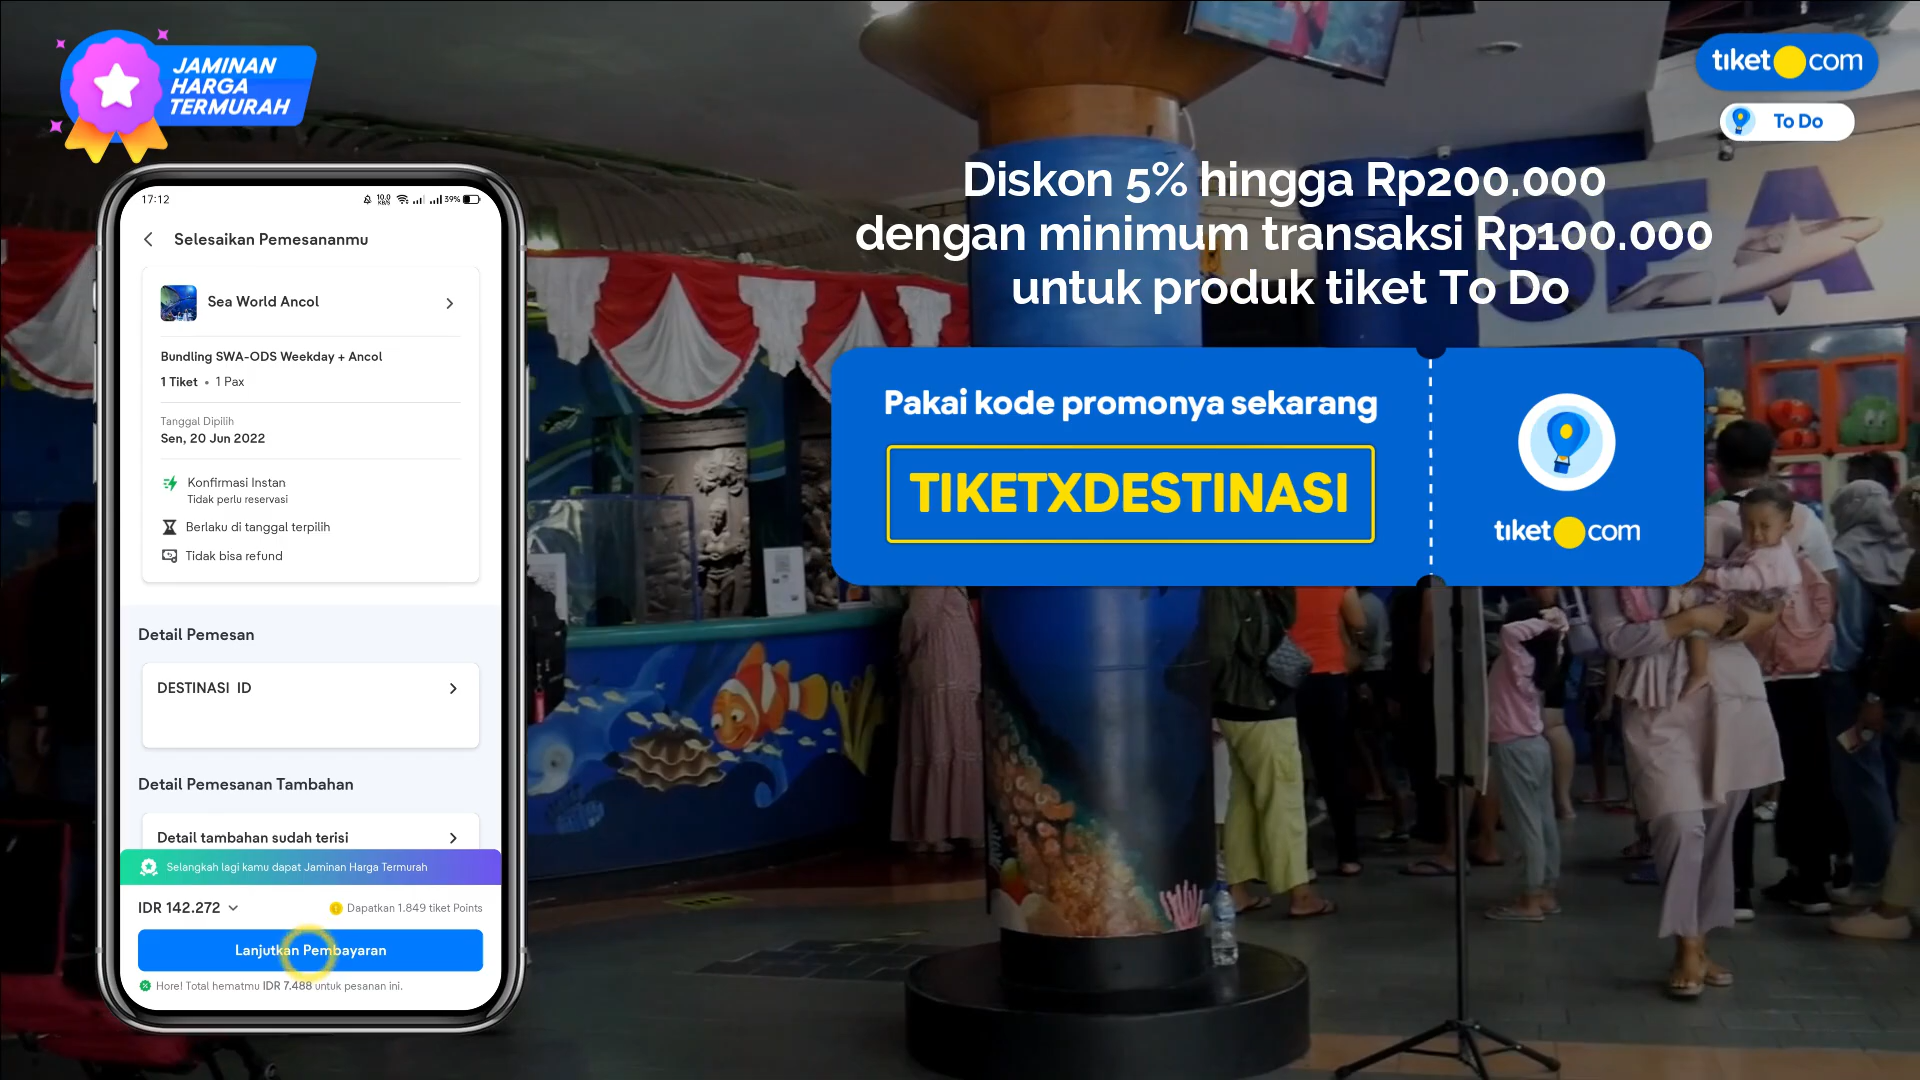 JAMINAN
HARGA
TERMURAH
tiket com
To Do
Diskon 5% hingga Rp200.000
dengan minimum transaksi Rp100.000
untuk produk tiket To Do
Pakai kode promonya sekarang
TIKETXDESTINASI
tiket com
SEA
17:12
10.0
KB/S
39%
Selesaikan Pemesananmu
Sea World Ancol
Bundling SWA-ODS Weekday + Ancol
1 Tiket • 1 Pax
Tanggal Dipilih
Sen, 20 Jun 2022
Konfirmasi Instan
Tidak perlu reservasi
Berlaku di tanggal terpilih
Tidak bisa refund
Detail Pemesan
DESTINASI ID
Detail Pemesanan Tambahan
Detail tambahan sudah terisi
Selangkah lagi kamu dapat Jaminan Harga Termurah
IDR 142.272
Dapatkan 1.849 tiket Points
Lanjutkan Pembayaran
Hore! Total hematmu IDR 7.488 untuk pesanan ini.